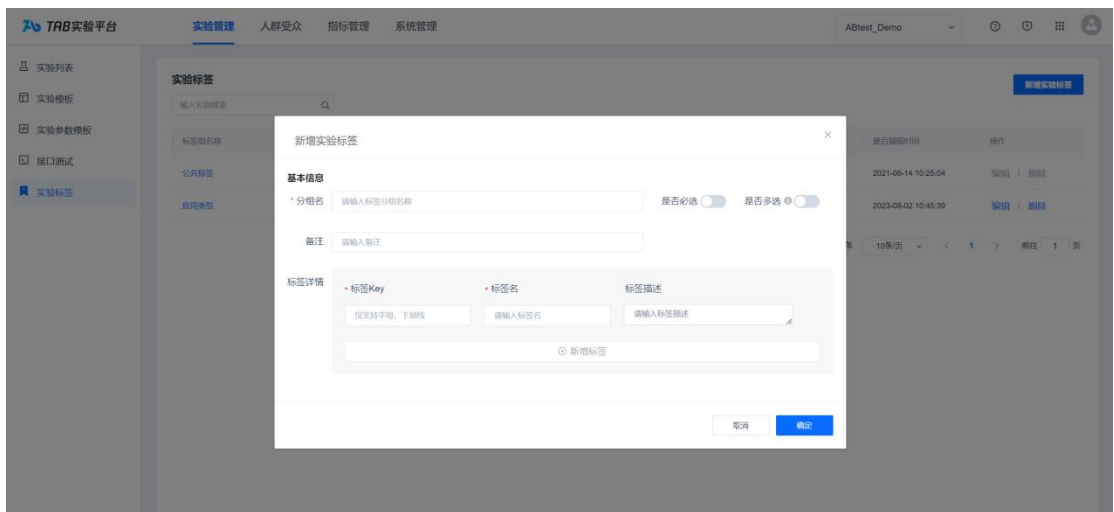 TAB实验平台
实验管理 人群受众 指标管理 系统管理
ABtest_Demo
实验列表
实验模板
实验参数模板
接口测试
实验标签
实验标签
新增实验标签
输入名称搜索
标签组名称 最后编辑时间 操作
公共标签 2021-06-14 10:25:04 编辑 | 删除
应用类型 2023-08-02 10:45:39 编辑 | 删除
条 10条/页 1 前往 1 页
新增实验标签
基本信息
* 分组名 请输入标签分组名称 是否必选 是否多选
备注 请输入备注
标签详情
* 标签Key * 标签名 标签描述
仅支持字母、下划线 请输入标签名 请输入标签描述
新增标签
取消 确定